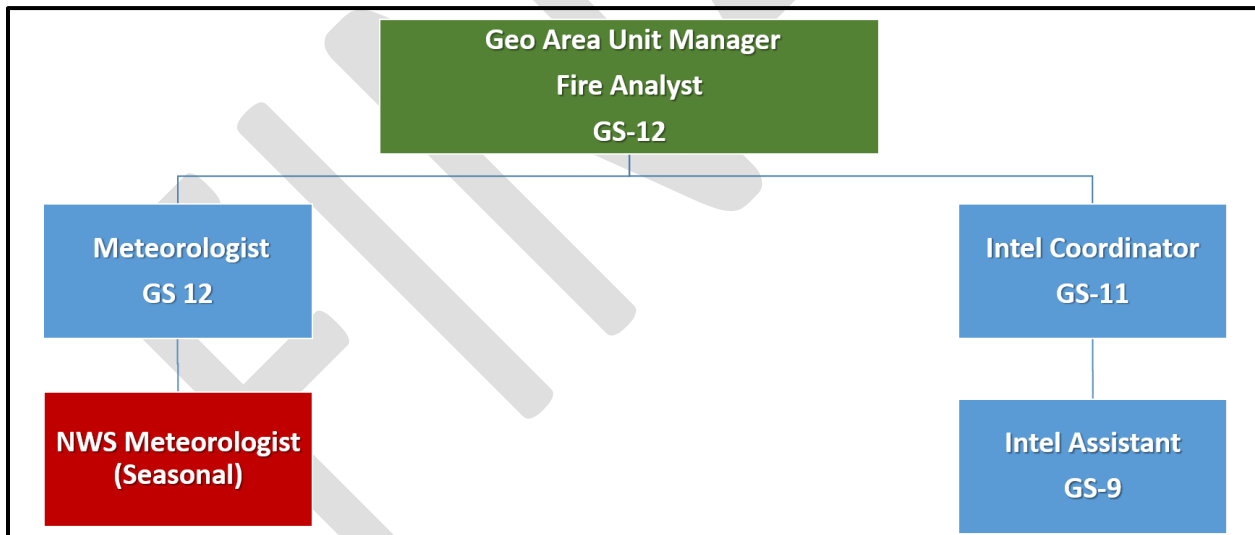 Geo Area Unit Manager
Fire Analyst
GS-12
Meteorologist
GS 12
Intel Coordinator
GS-11
NWS Meteorologist
(Seasonal)
Intel Assistant
GS-9